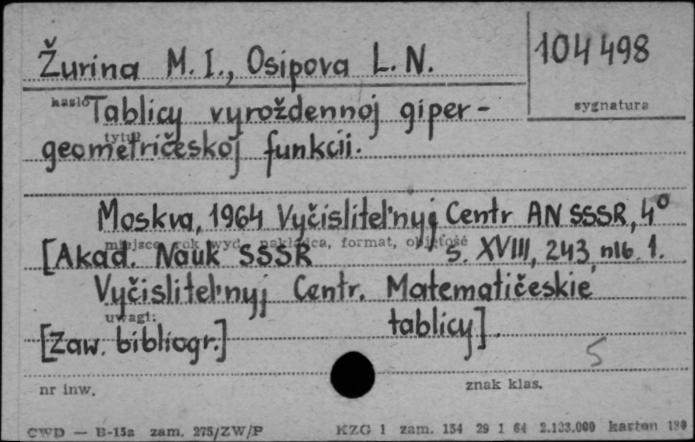 Žurina M. I., Osipova L. N.
104 498
hasło
sygnatura
Tablicy vyroždennoj giper-
tytuł
geometričeskoj funkcii.
Moskva, 1964 Vyčislitel'nyj Centr AN SSSR, 4°
miejsce, rok wyd., nakładca, format, objętość
[Akad. Nauk SSSR s. XVIII, 243, nlb. 1.
Vyčislitel'nyj Centr. Matematičeskie
uwagi:
tablicy].
[Zaw. bibliogr.]
5
nr inw.
znak klas.
CWD — B-15a zam. 275/ZW/P
KZG 1 zam. 154 29 1 64 2.133.000 karton 180